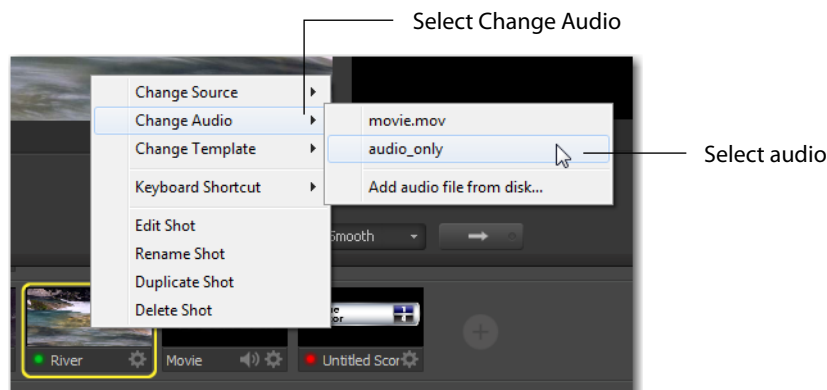 Select Change Audio
Change Source
Change Audio
Change Template
Keyboard Shortcut
Edit Shot
Rename Shot
Duplicate Shot
Delete Shot
movie.mov
audio_only
Add audio file from disk...
Select audio
Smooth
River
Movie
Untitled Scor